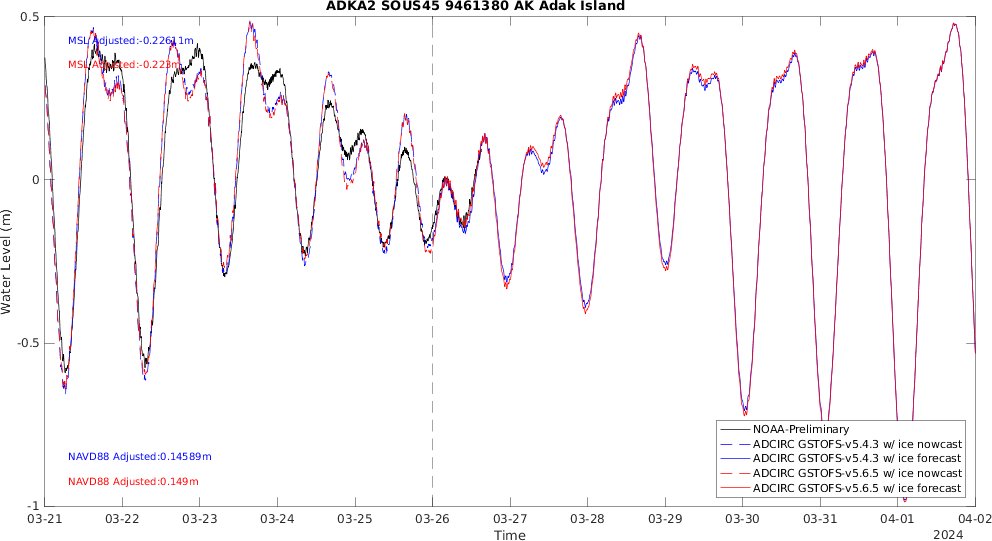 ADKA2 SOUS45 9461380 AK Adak Island
MSL Adjusted:-0.22611m
MSL Adjusted:-0.223m
0.5
0
-0.5
-1
Water Level (m)
NAVD88 Adjusted:0.14589m
NAVD88 Adjusted:0.149m
NOAA-Preliminary
ADCIRC GSTOFS-v5.4.3 w/ ice nowcast
ADCIRC GSTOFS-v5.4.3 w/ ice forecast
ADCIRC GSTOFS-v5.6.5 w/ ice nowcast
ADCIRC GSTOFS-v5.6.5 w/ ice forecast
03-21 03-22 03-23 03-24 03-25 03-26 03-27 03-28 03-29 03-30 03-31 04-01 04-02
Time
2024